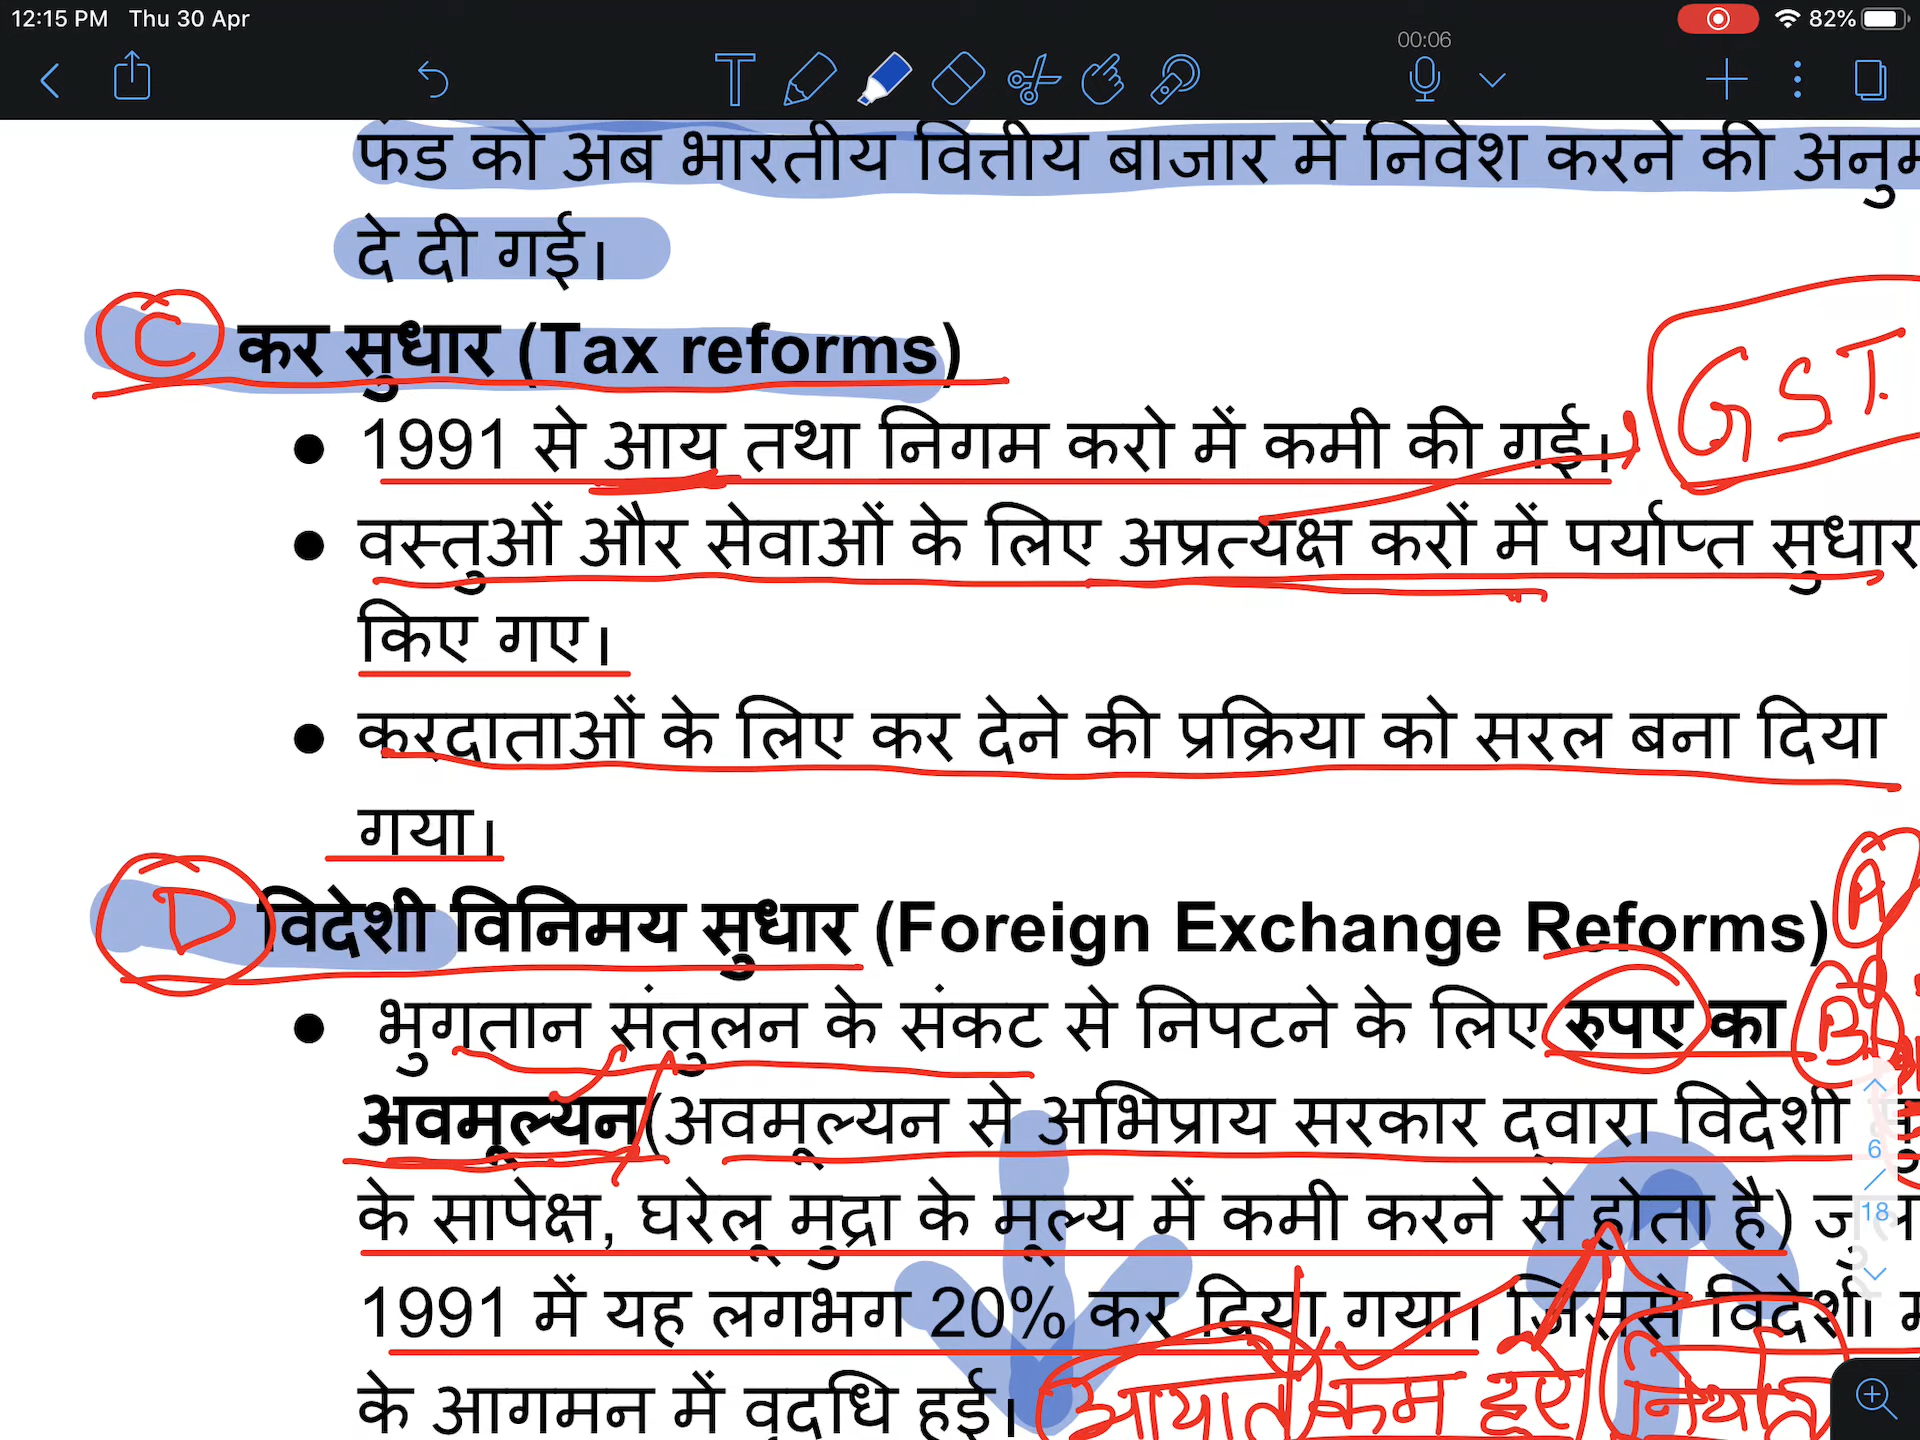 12:15 PM Thu 30 Apr
82%
00:06
फंड को अब भारतीय वित्तीय बाजार में निवेश करने की
दे दी गई।
C कर सुधार (Tax reforms)
GST
● 1991 से आय तथा निगम करो में कमी की गई।
● वस्तुओं और सेवाओं के लिए अप्रत्यक्ष करों में पर्याप्त सुधार
किए गए।
● करदाताओं के लिए कर देने की प्रक्रिया को सरल बना दिया
गया।
A
D विदेशी विनिमय सुधार (Foreign Exchange Reforms)
● भुगतान संतुलन के संकट से निपटने के लिए रुपए का
B
अवमूल्यन(अवमूल्यन से अभिप्राय सरकार द्वारा विदेशी
6
के सापेक्ष, घरेलू मुद्रा के मूल्य में कमी करने से होता है)
18
1991 में यह लगभग 20% कर दिया गया। जिससे विदेशी
के आगमन में वृद्धि हुई।
आयात कम हुए निर्यात